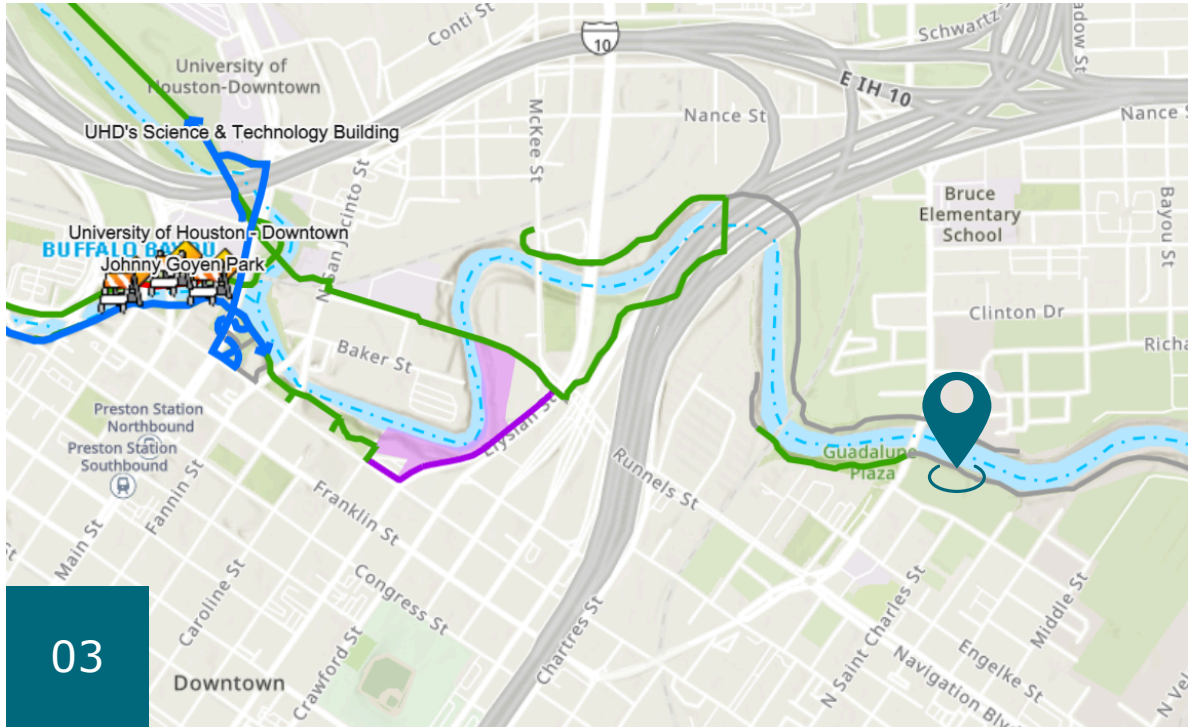 Conti St
10
Schwartz St
University of
Houston-Downtown
E IH 10
McKee St
Nance St
Nance S
UHD's Science & Technology Building
N San Jacinto St
Bruce
Elementary
School
Bayou St
University of Houston - Downtown
BUFFALO BAYOU
Johnny Goyen Park
Clinton Dr
Baker St
Richa
Preston Station
Northbound
Preston Station
Southbound
Elysian St
Runnels St
Guadalupe
Plaza
Fannin St
Franklin St
Main St
Congress St
Caroline St
Crawford St
Chartres St
N Saint Charles St
Middle St
Engelke St
Navigation Blv
N Vel
Downtown
03